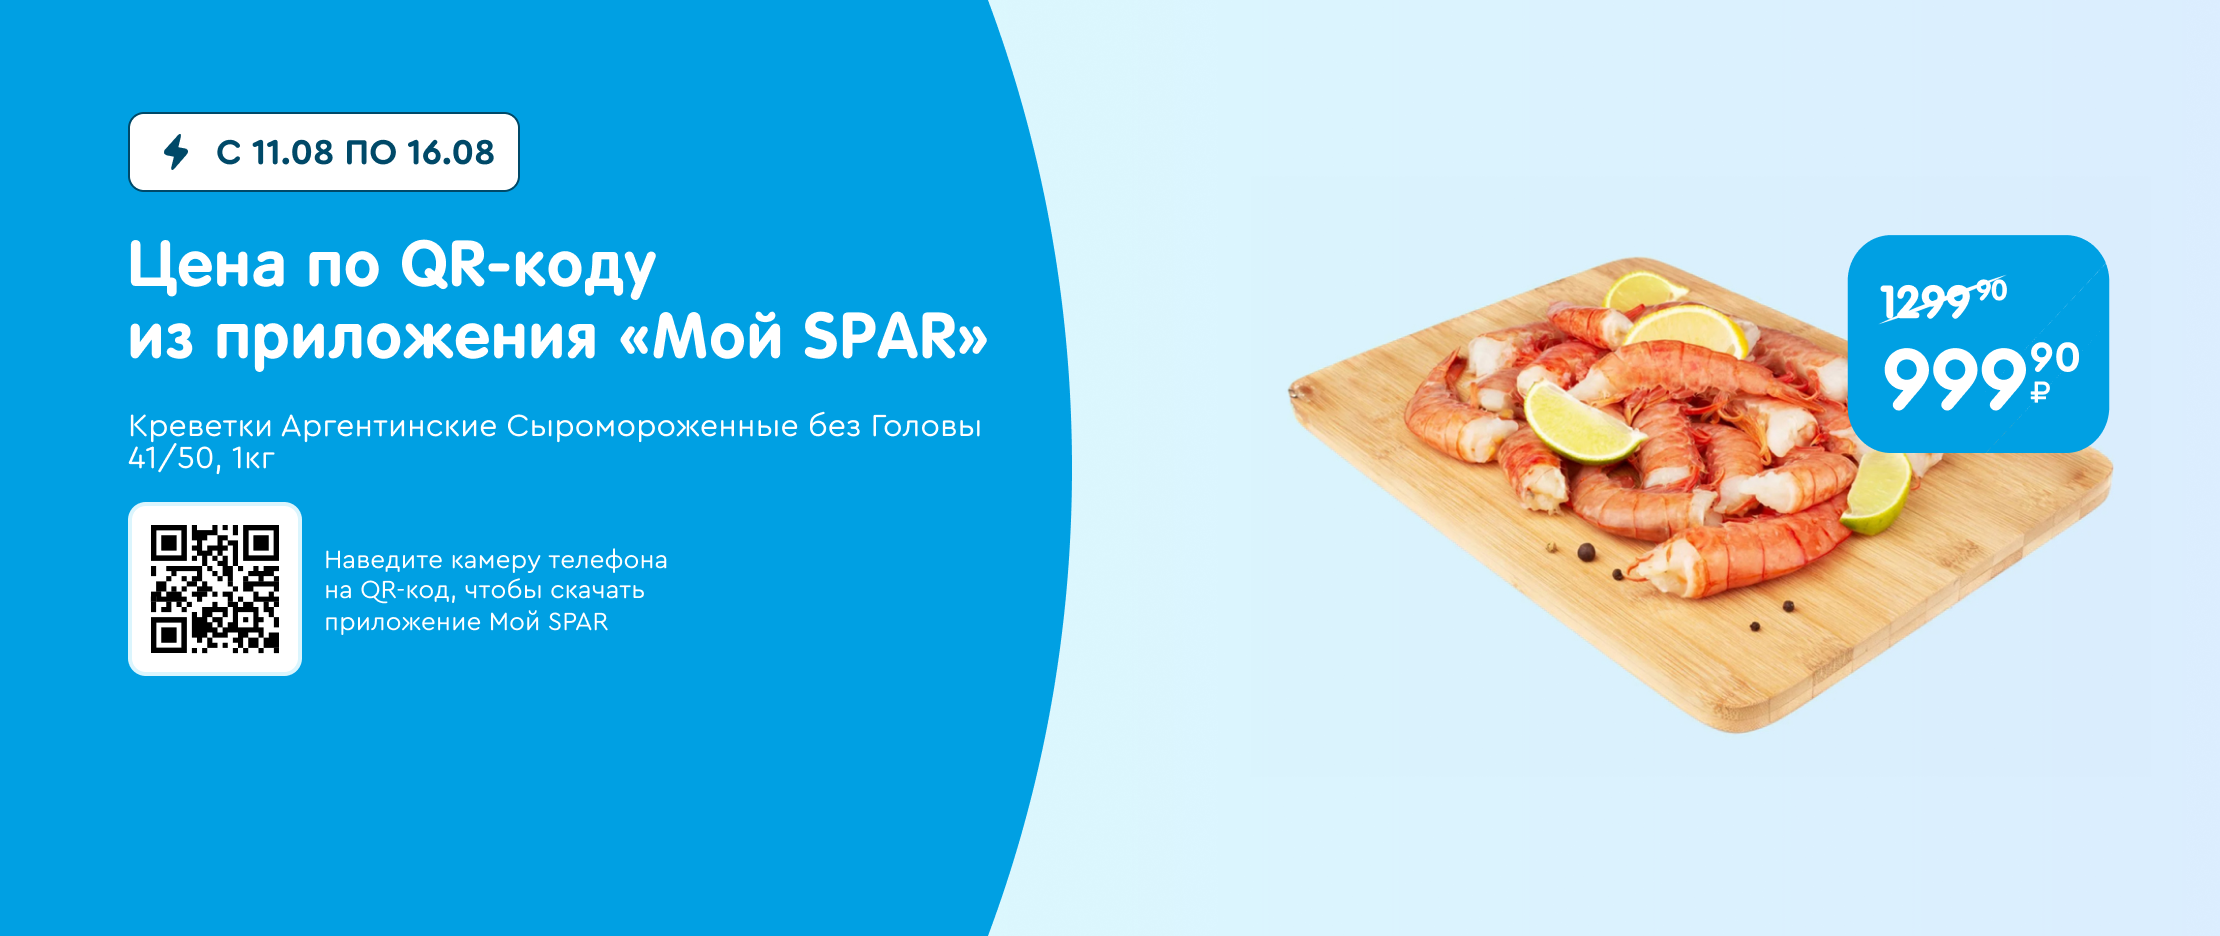 С 11.08 ПО 16.08
Цена по QR-коду
из приложения «Мой SPAR»
Креветки Аргентинские Сыромороженные без Головы
41/50, 1кг
Наведите камеру телефона
на QR-код, чтобы скачать
приложение Мой SPAR
1299 90
999 90
₽